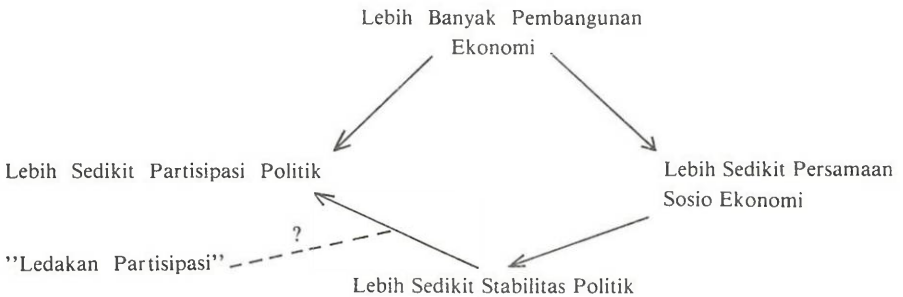 Lebih Banyak Pembangunan
Ekonomi
Lebih Sedikit Partisipasi Politik
Lebih Sedikit Persamaan
Sosio Ekonomi
?
"Ledakan Partisipasi"
Lebih Sedikit Stabilitas Politik